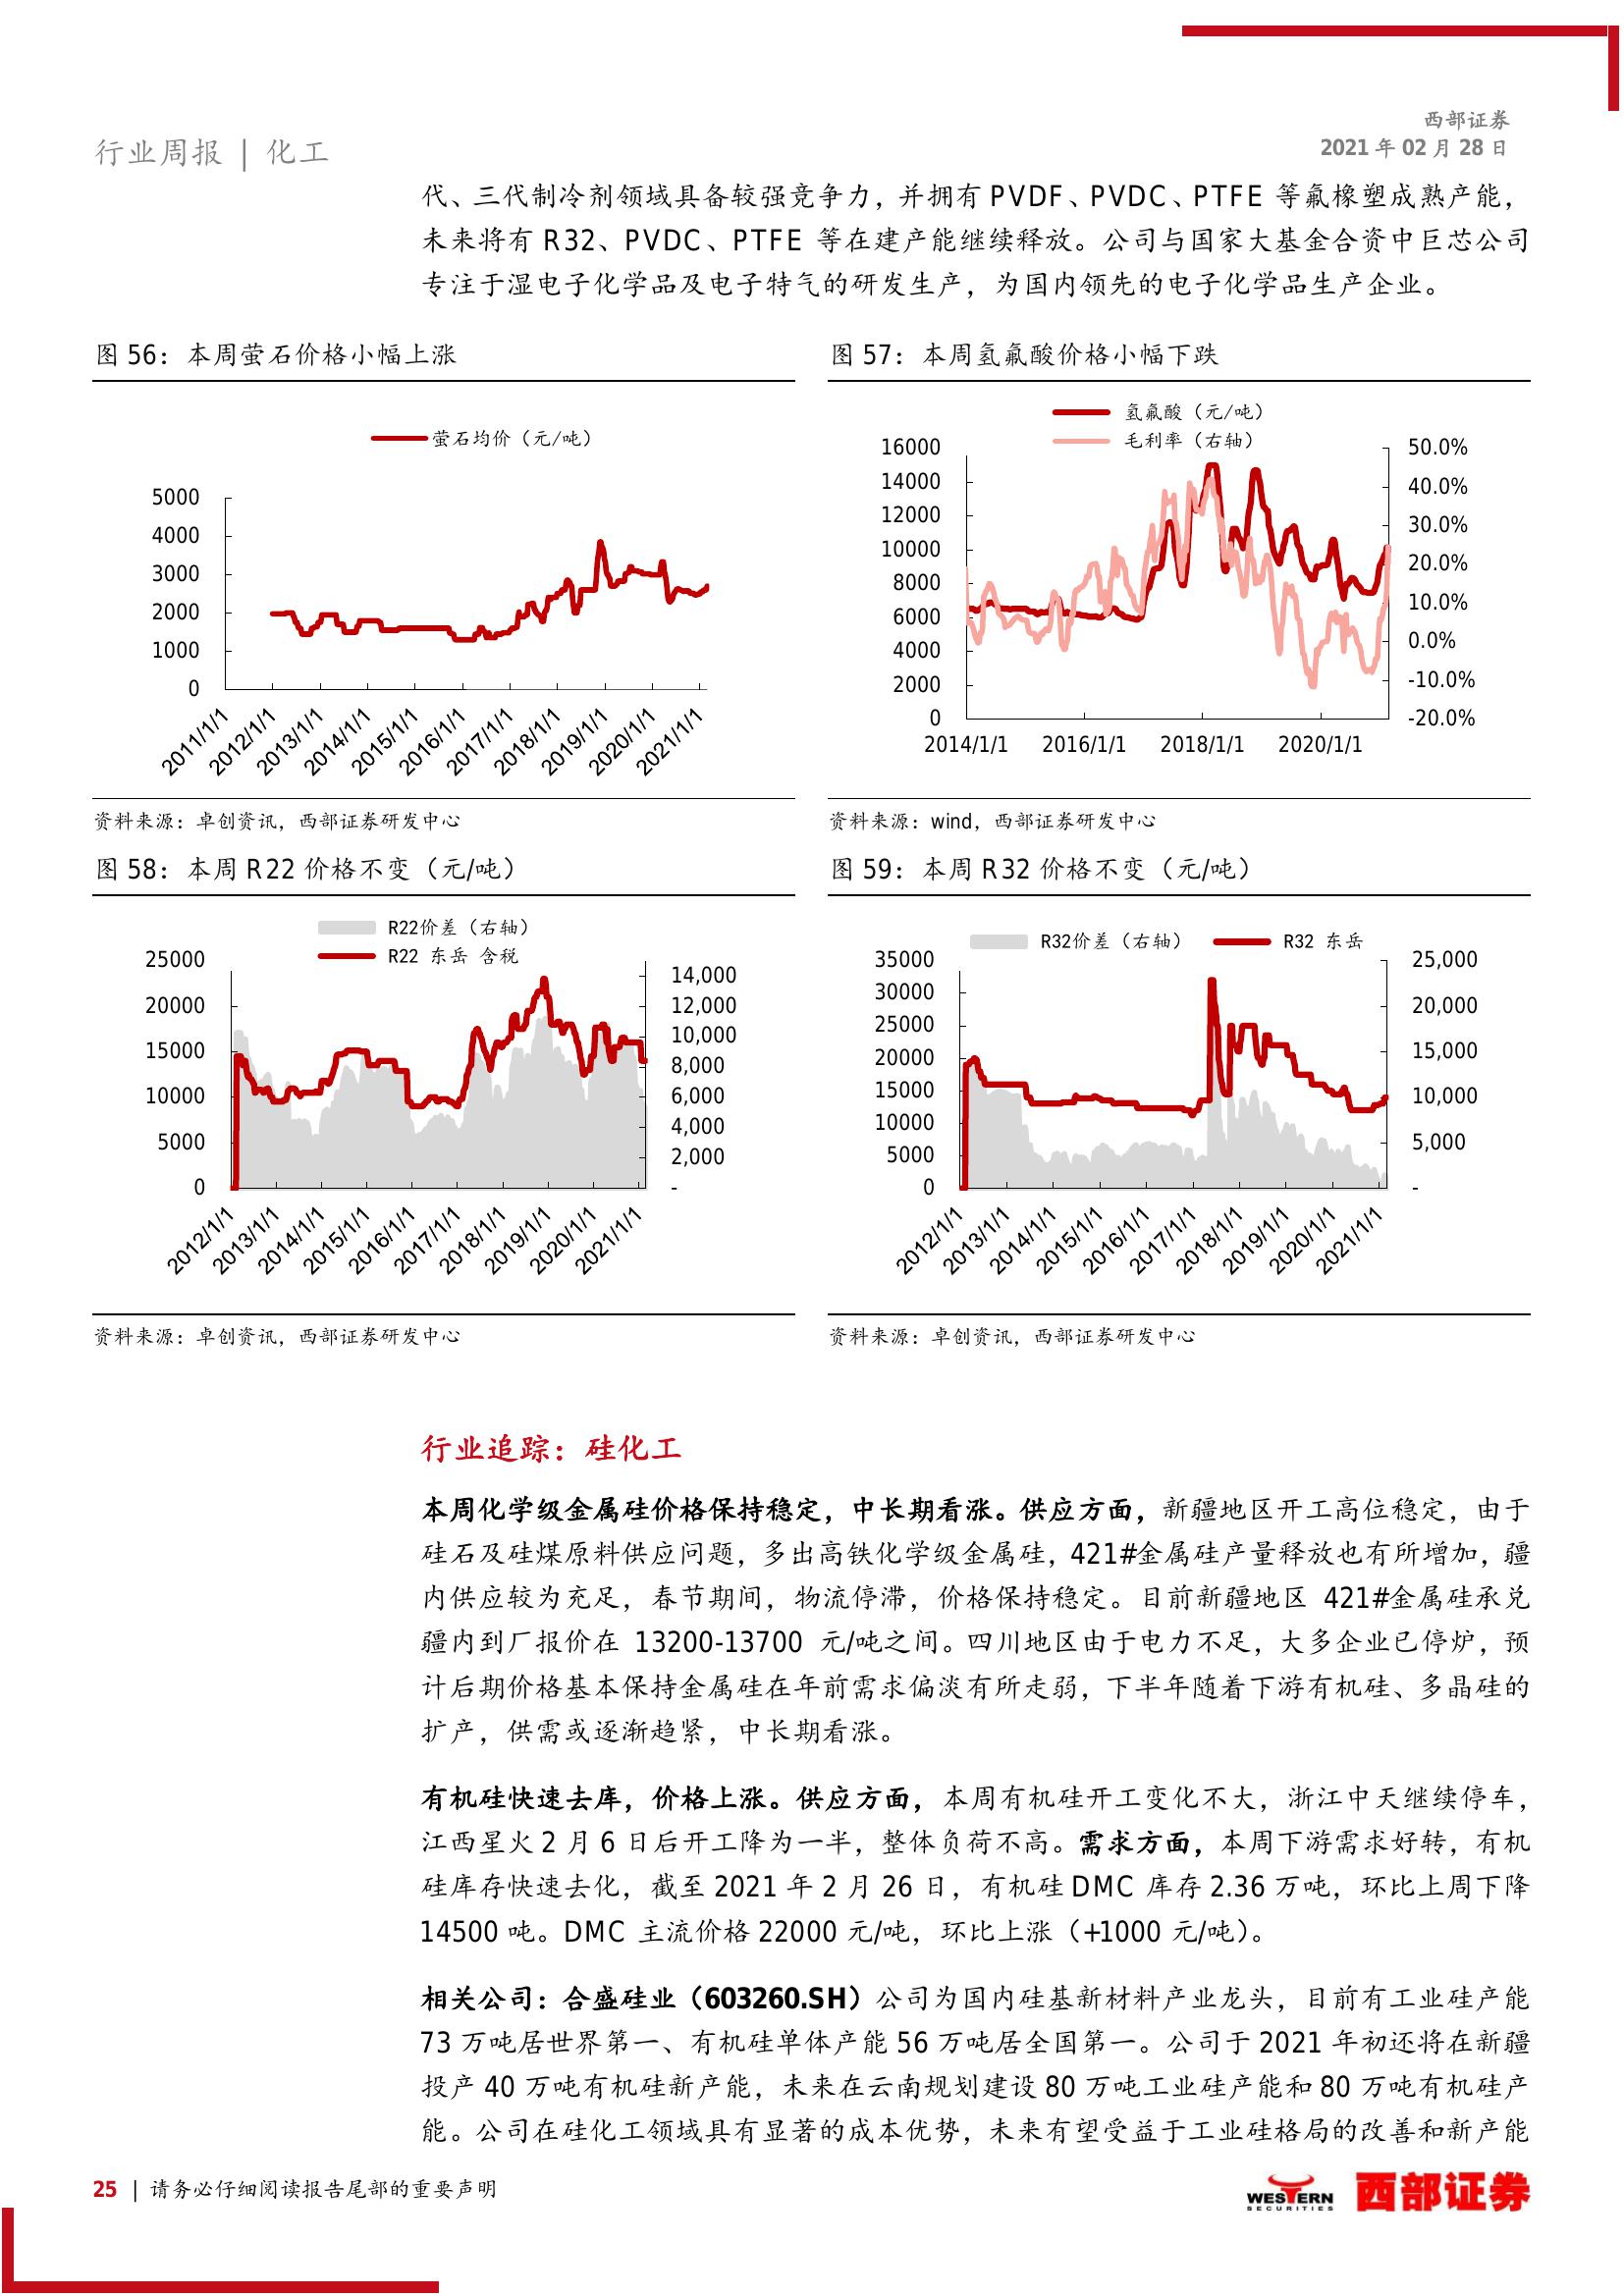 西部证券
2021 年 02 月 28 日
行业周报 | 化工
代、三代制冷剂领域具备较强竞争力，并拥有 PVDF、PVDC、PTFE 等氟橡塑成熟产能，
未来将有 R32、PVDC、PTFE 等在建产能继续释放。公司与国家大基金合资中巨芯公司
专注于湿电子化学品及电子特气的研发生产，为国内领先的电子化学品生产企业。
图 56：本周萤石价格小幅上涨
萤石均价（元/吨）
5000
4000
3000
2000
1000
0
2011/1/1
2012/1/1
2013/1/1
2014/1/1
2015/1/1
2016/1/1
2017/1/1
2018/1/1
2019/1/1
2020/1/1
2021/1/1
资料来源：卓创资讯，西部证券研发中心
图 57：本周氢氟酸价格小幅下跌
氢氟酸（元/吨）
毛利率（右轴）
16000
14000
12000
10000
8000
6000
4000
2000
0
50.0%
40.0%
30.0%
20.0%
10.0%
0.0%
-10.0%
-20.0%
2014/1/1
2016/1/1
2018/1/1
2020/1/1
资料来源：wind，西部证券研发中心
图 58：本周 R22 价格不变（元/吨）
R22价差（右轴）
R22 东岳 含税
25000
20000
15000
10000
5000
0
14,000
12,000
10,000
8,000
6,000
4,000
2,000
-
2012/1/1
2013/1/1
2014/1/1
2015/1/1
2016/1/1
2017/1/1
2018/1/1
2019/1/1
2020/1/1
2021/1/1
资料来源：卓创资讯，西部证券研发中心
图 59：本周 R32 价格不变（元/吨）
R32价差（右轴）
R32 东岳
35000
30000
25000
20000
15000
10000
5000
0
25,000
20,000
15,000
10,000
5,000
-
2012/1/1
2013/1/1
2014/1/1
2015/1/1
2016/1/1
2017/1/1
2018/1/1
2019/1/1
2020/1/1
2021/1/1
资料来源：卓创资讯，西部证券研发中心
行业追踪：硅化工
本周化学级金属硅价格保持稳定，中长期看涨。供应方面，新疆地区开工高位稳定，由于
硅石及硅煤原料供应问题，多出高铁化学级金属硅，421#金属硅产量释放也有所增加，疆
内供应较为充足，春节期间，物流停滞，价格保持稳定。目前新疆地区 421#金属硅承兑
疆内到厂报价在 13200-13700 元/吨之间。四川地区由于电力不足，大多企业已停炉，预
计后期价格基本保持金属硅在年前需求偏淡有所走弱，下半年随着下游有机硅、多晶硅的
扩产，供需或逐渐趋紧，中长期看涨。
有机硅快速去库，价格上涨。供应方面，本周有机硅开工变化不大，浙江中天继续停车，
江西星火 2 月 6 日后开工降为一半，整体负荷不高。需求方面，本周下游需求好转，有机
硅库存快速去化，截至 2021 年 2 月 26 日，有机硅 DMC 库存 2.36 万吨，环比上周下降
14500 吨。DMC 主流价格 22000 元/吨，环比上涨（+1000 元/吨）。
相关公司：合盛硅业（603260.SH）公司为国内硅基新材料产业龙头，目前有工业硅产能
73 万吨居世界第一、有机硅单体产能 56 万吨居全国第一。公司于 2021 年初还将在新疆
投产 40 万吨有机硅新产能，未来在云南规划建设 80 万吨工业硅产能和 80 万吨有机硅产
能。公司在硅化工领域具有显著的成本优势，未来有望受益于工业硅格局的改善和新产能
25 | 请务必仔细阅读报告尾部的重要声明
WESTERN
SECURITIES
西部证券